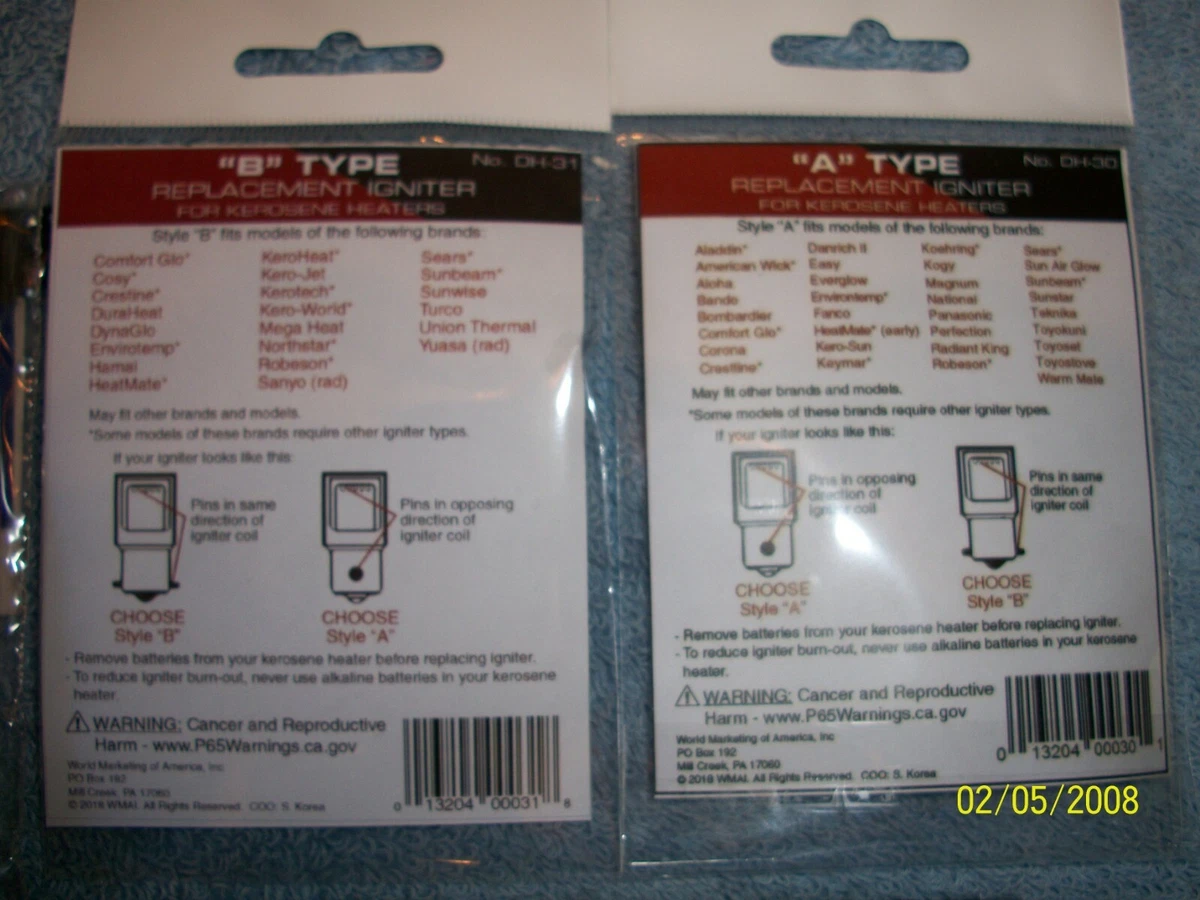 "B" TYPE No. DH-31
REPLACEMENT IGNITER
FOR KEROSENE HEATERS
Style "B" fits models of the following brands:
Comfort Glo*
Cosy*
Crestine*
DuraHeat
DynaGlo
Envirotemp*
Hamai
HeatMate*
KeroHeat*
Kero-Jet
Kerotech*
Kero-World*
Mega Heat
Northstar*
Robeson*
Sanyo (rad)
Sears*
Sunbeam*
Sunwise
Turco
Union Thermal
Yuasa (rad)
May fit other brands and models.
*Some models of these brands require other igniter types.
If your igniter looks like this:
Pins in same
direction of
igniter coil
Pins in opposing
direction of
igniter coil
CHOOSE
Style "B"
CHOOSE
Style "A"
- Remove batteries from your kerosene heater before replacing igniter.
- To reduce igniter burn-out, never use alkaline batteries in your kerosene
heater.
WARNING: Cancer and Reproductive
Harm - www.P65Warnings.ca.gov
World Marketing of America, Inc.
PO Box 192
Mill Creek, PA 17060
© 2018 WMAI. All Rights Reserved. COO: S. Korea
0 13204 00031 8
"A" TYPE No. DH-30
REPLACEMENT IGNITER
FOR KEROSENE HEATERS
Style "A" fits models of the following brands:
Aladdin*
American Wick*
Aloha
Bando
Bombardier
Comfort Glo*
Corona
Crestline*
Danrich II
Easy
Everglow
Envirotemp*
Fanco
HeatMate* (early)
Kero-Sun
Keymar*
Koehring*
Kogy
Magnum
National
Panasonic
Perfection
Radiant King
Robeson*
Sears*
Sun Air Glow
Sunbeam*
Sunstar
Teknika
Toyokuni
Toyoset
Toyostove
Warm Mate
May fit other brands and models.
*Some models of these brands require other igniter types.
If your igniter looks like this:
Pins in opposing
direction of
igniter coil
Pins in same
direction of
igniter coil
CHOOSE
Style "A"
CHOOSE
Style "B"
- Remove batteries from your kerosene heater before replacing igniter.
- To reduce igniter burn-out, never use alkaline batteries in your kerosene
heater.
WARNING: Cancer and Reproductive
Harm - www.P65Warnings.ca.gov
World Marketing of America, Inc
PO Box 192
Mill Creek, PA 17060
© 2018 WMAI. All Rights Reserved. COO: S. Korea
0 13204 00030 1
02/05/2008